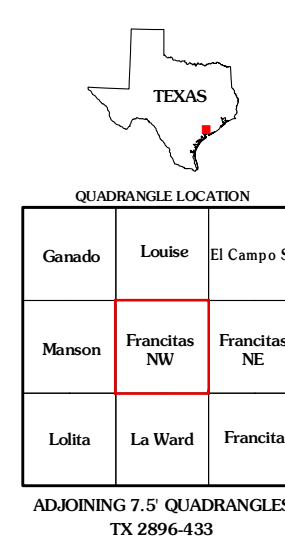 TEXAS
QUADRANGLE LOCATION
Ganado
Louise
El Campo S
Manson
Francitas
NW
Francitas
NE
Lolita
La Ward
Francita
ADJOINING 7.5' QUADRANGLES
TX 2896-433